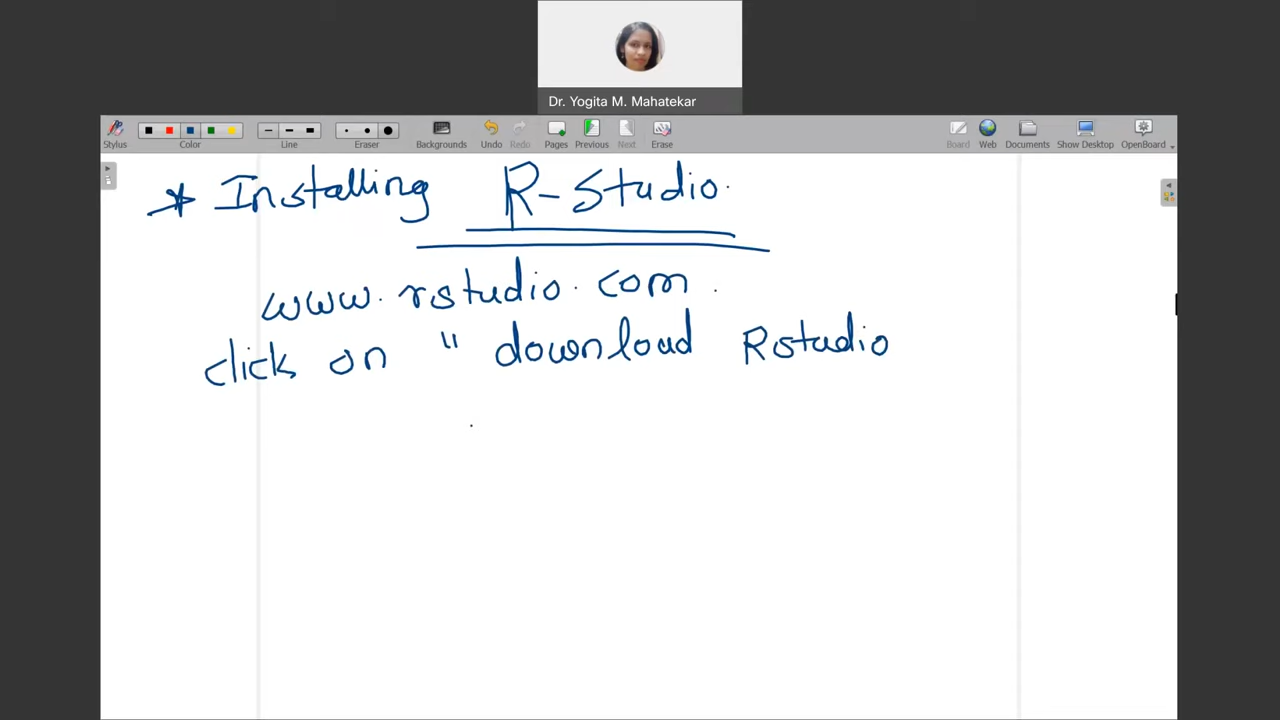 Dr. Yogita M. Mahatekar
Stylus Color Line Eraser Backgrounds Undo Redo Pages Previous Next Erase Board Web Documents Show Desktop OpenBoard
* Installing R-Studio.
www.rstudio.com.
click on " download Rstudio